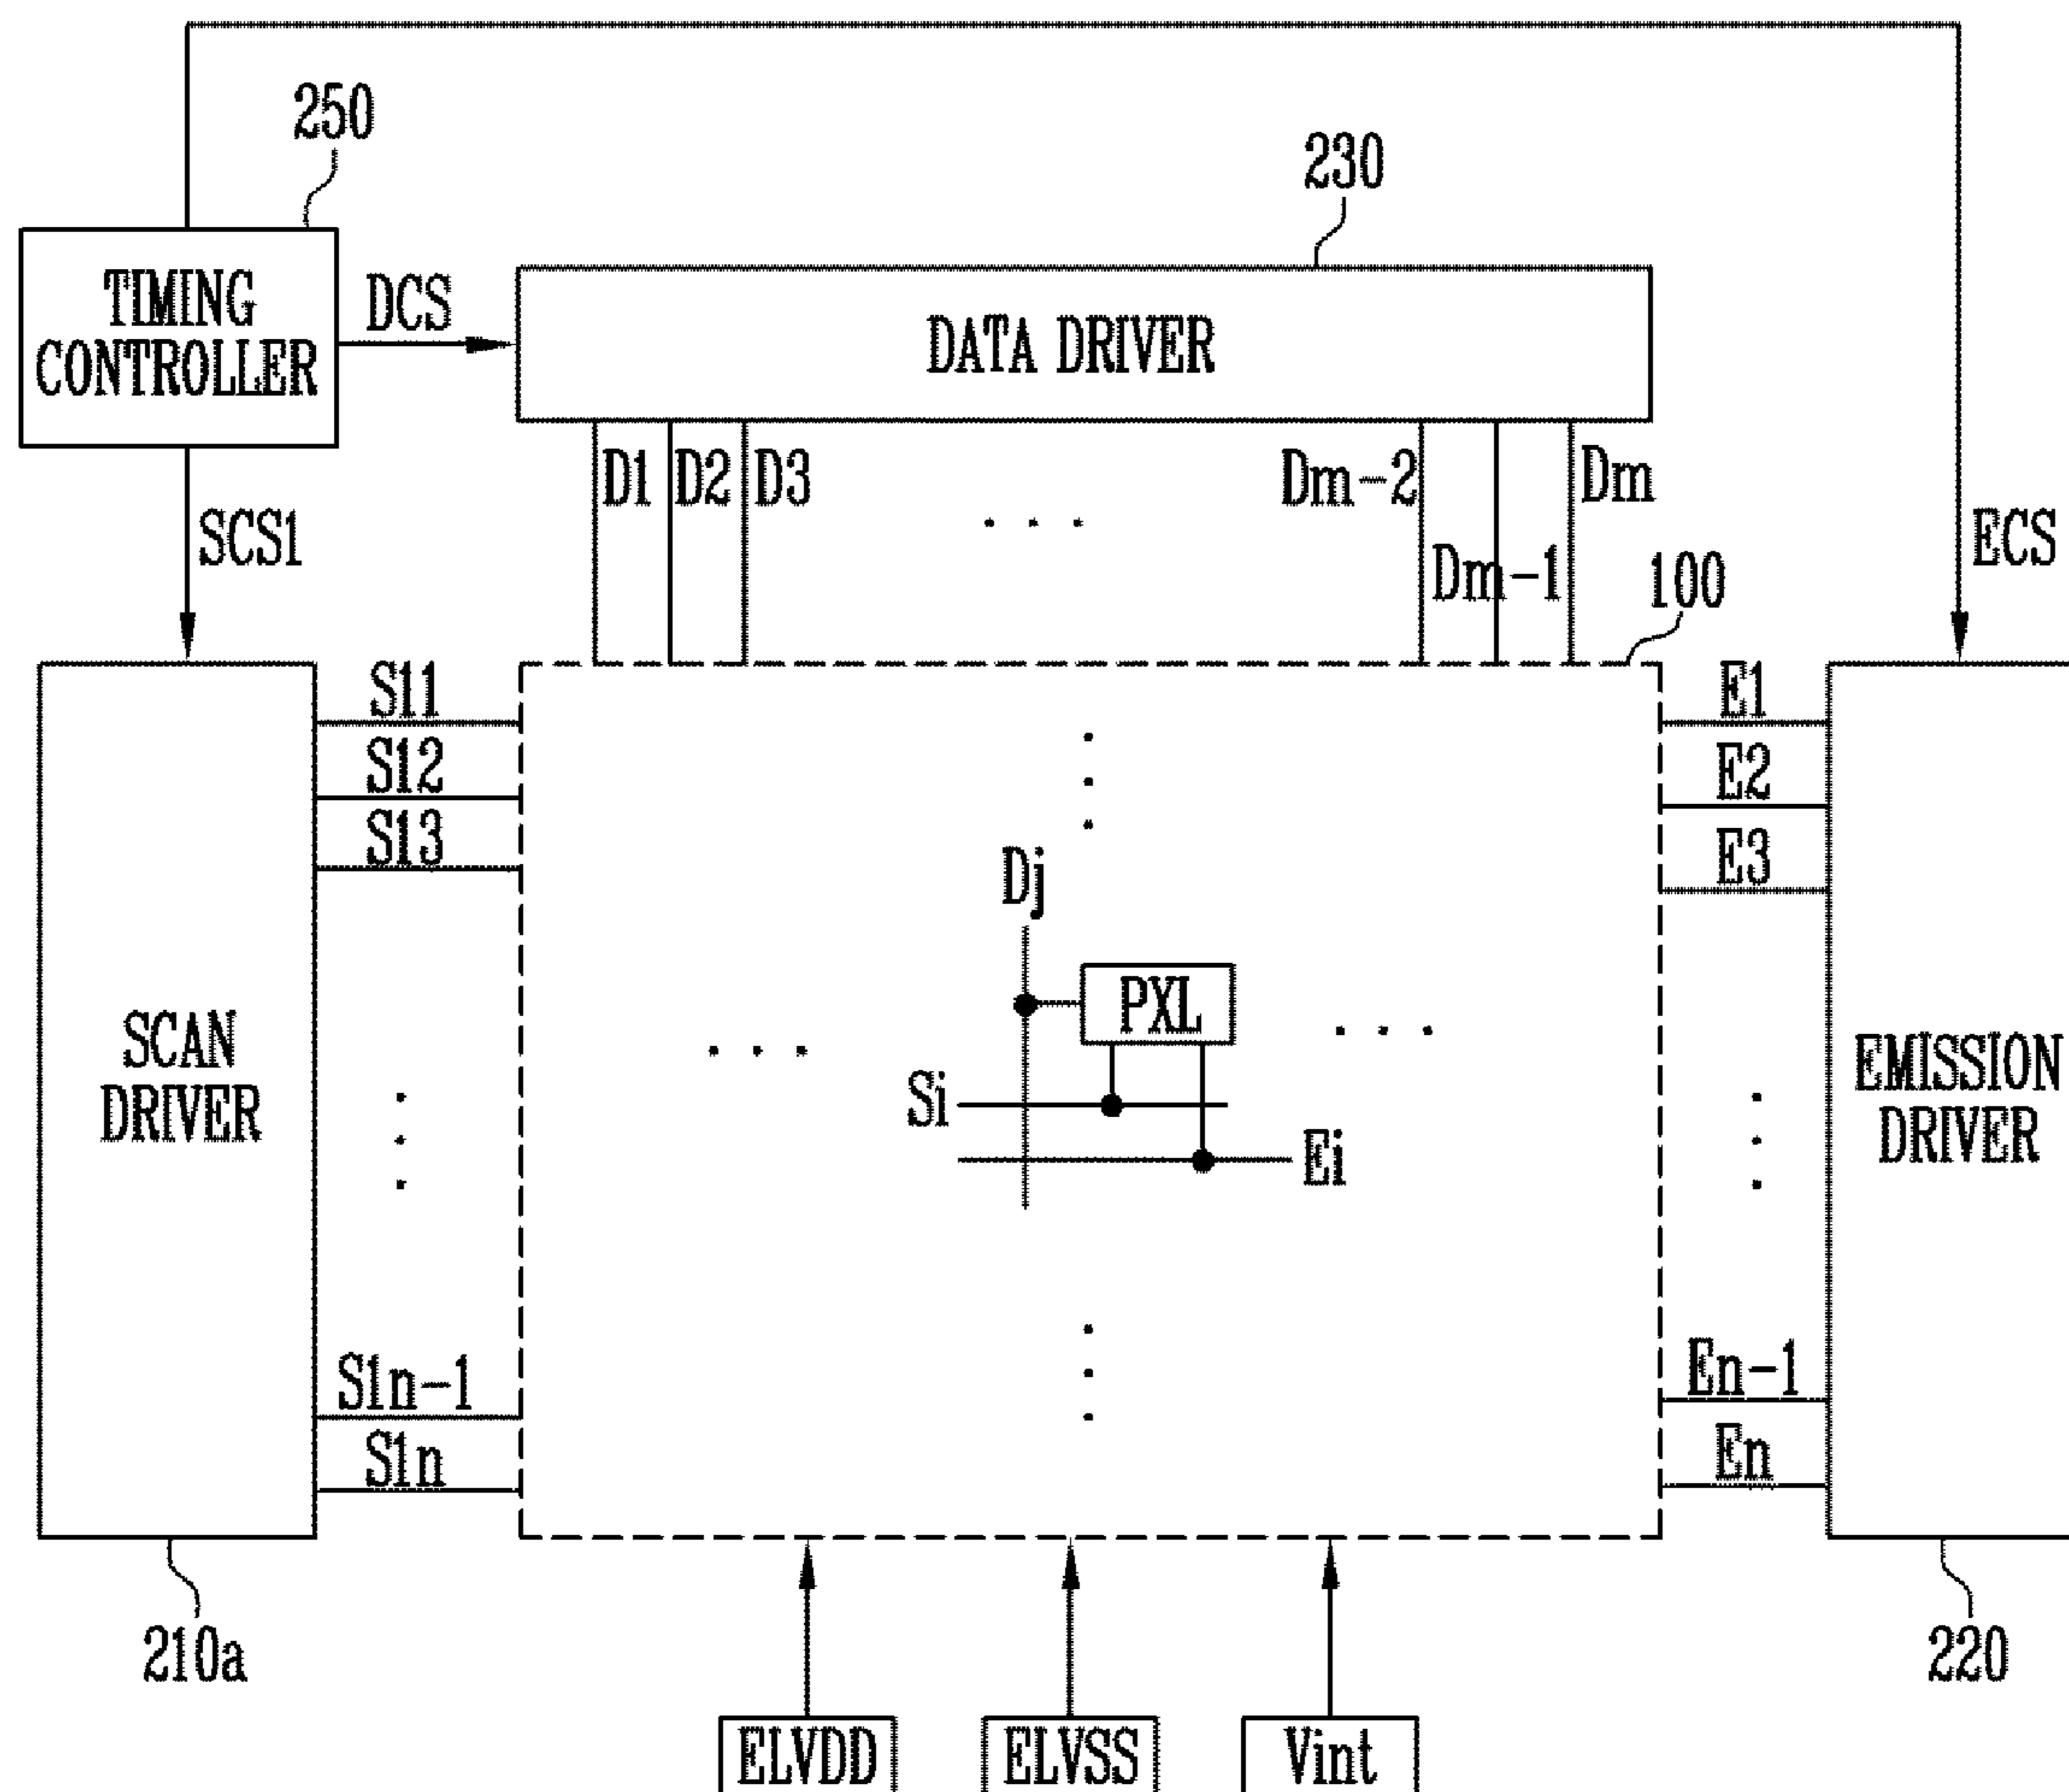 250
230
TIMING
CONTROLLER
DCS
DATA DRIVER
D1
D2
D3
. . .
Dm-2
Dm-1
Dm
SCS1
ECS
100
S11
S12
S13
E1
E2
E3
Dj
PXL
Si
Ei
SCAN
DRIVER
EMISSION
DRIVER
S1n-1
S1n
En-1
En
210a
220
ELVDD
ELVSS
Vint